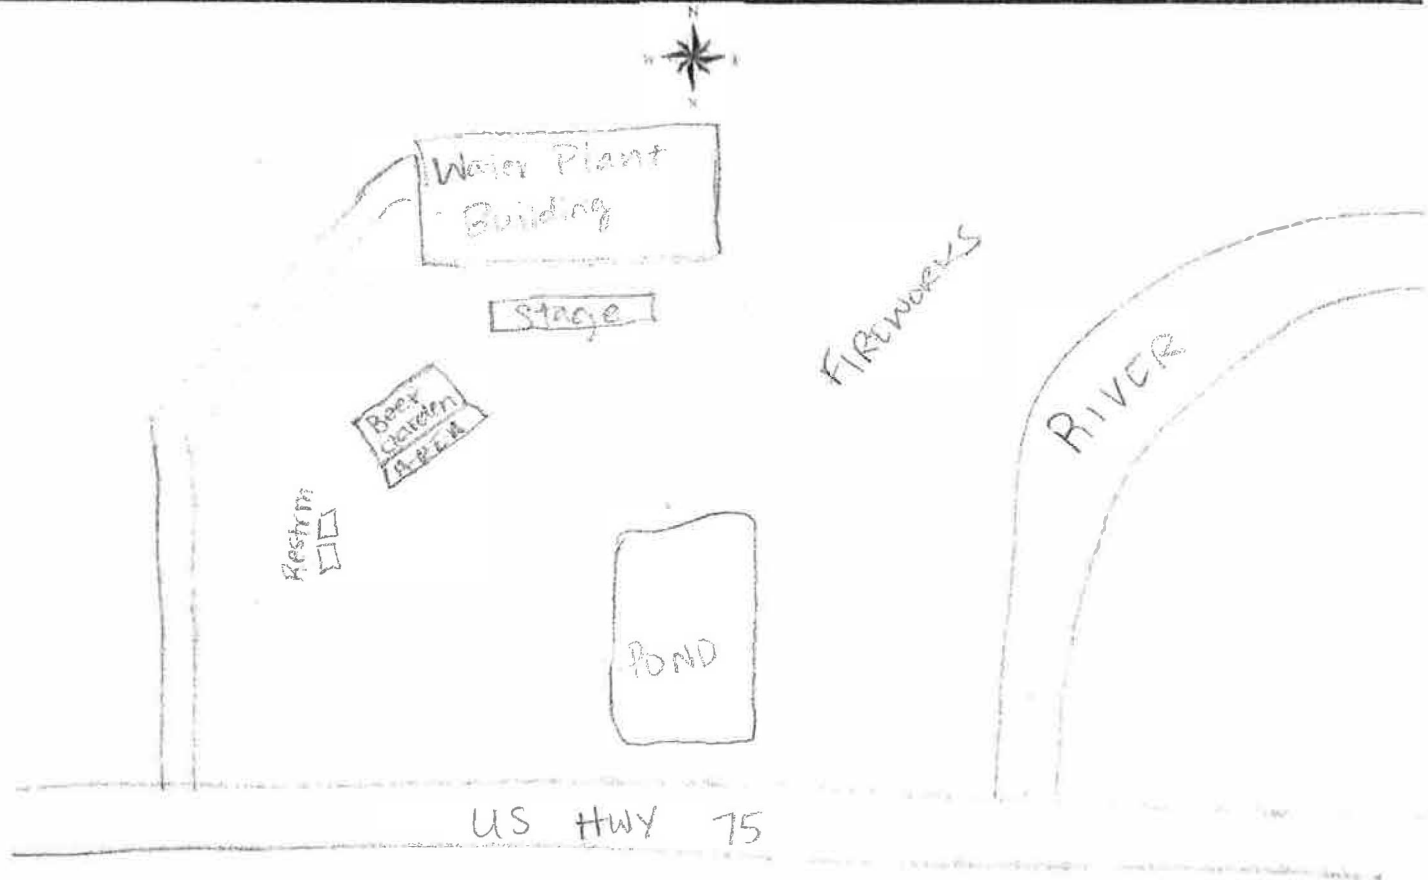 N
W
Water Plant
Building
Stage
FIREWORKS
RIVER
Beer
Garden
AREA
Restrm
POND
US HWY 75